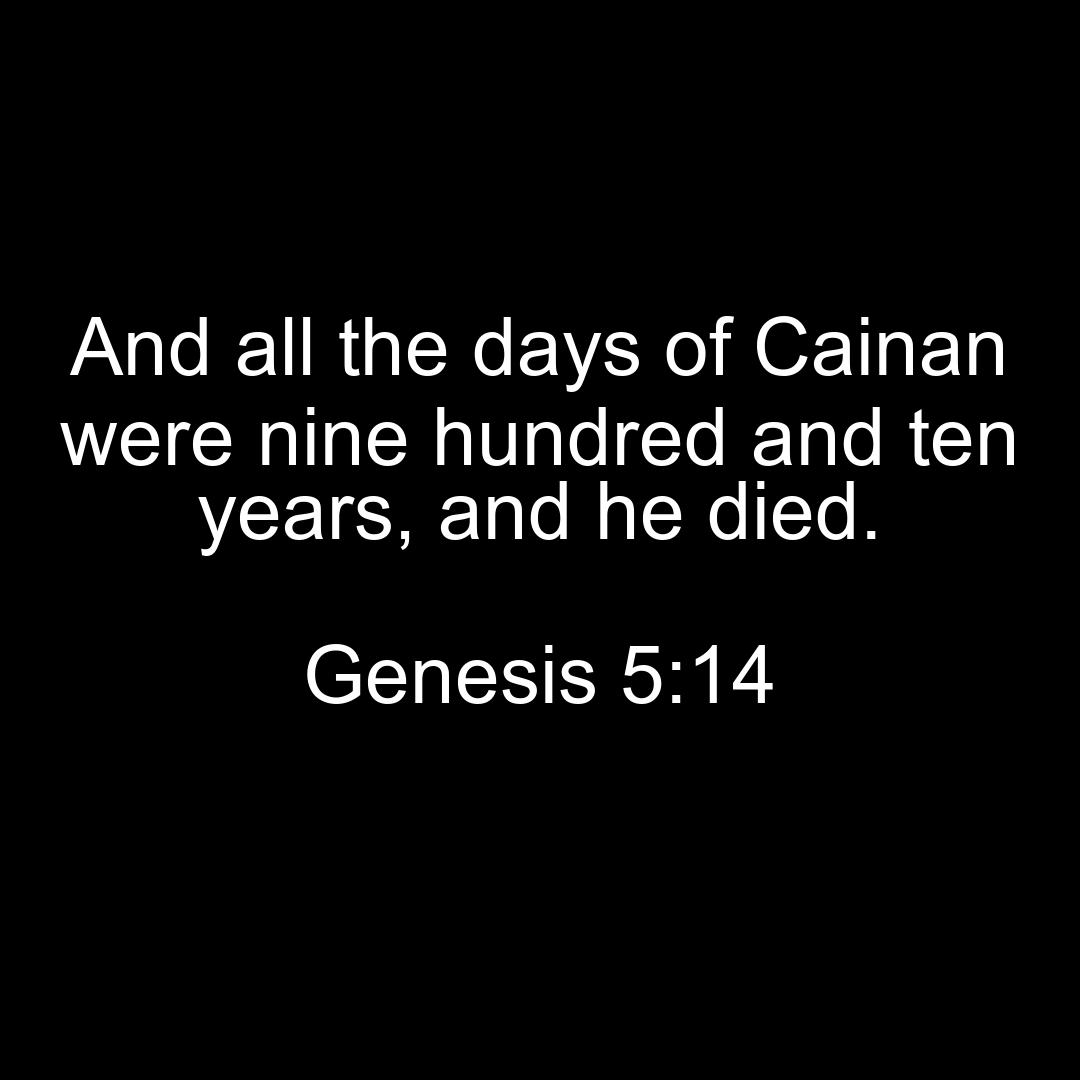 And all the days of Cainan
were nine hundred and ten
years, and he died.
Genesis 5:14